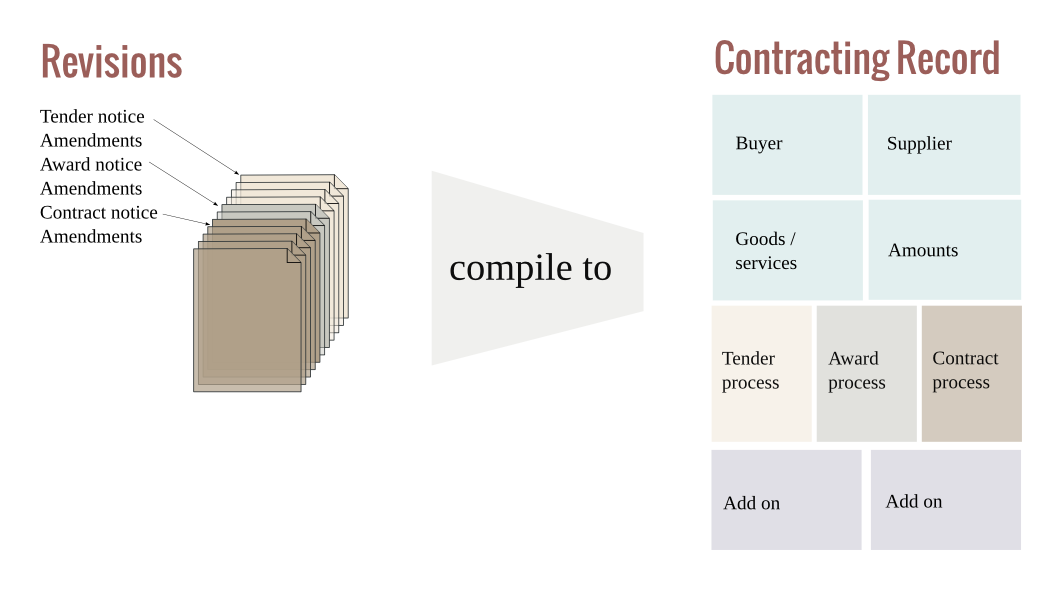 Revisions
Tender notice
Amendments
Award notice
Amendments
Contract notice
Amendments
compile to
Contracting Record
Buyer
Supplier
Goods /
services
Amounts
Tender
process
Award
process
Contract
process
Add on
Add on